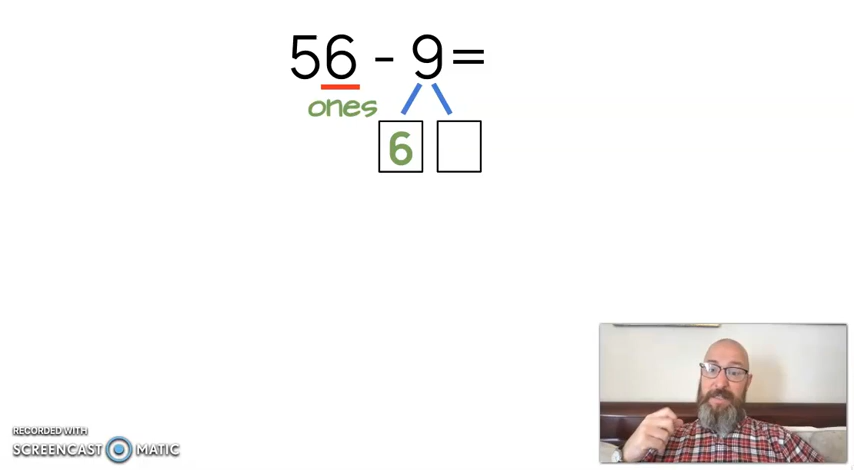 56 - 9 =
ones
6
RECORDED WITH
SCREENCAST MATIC